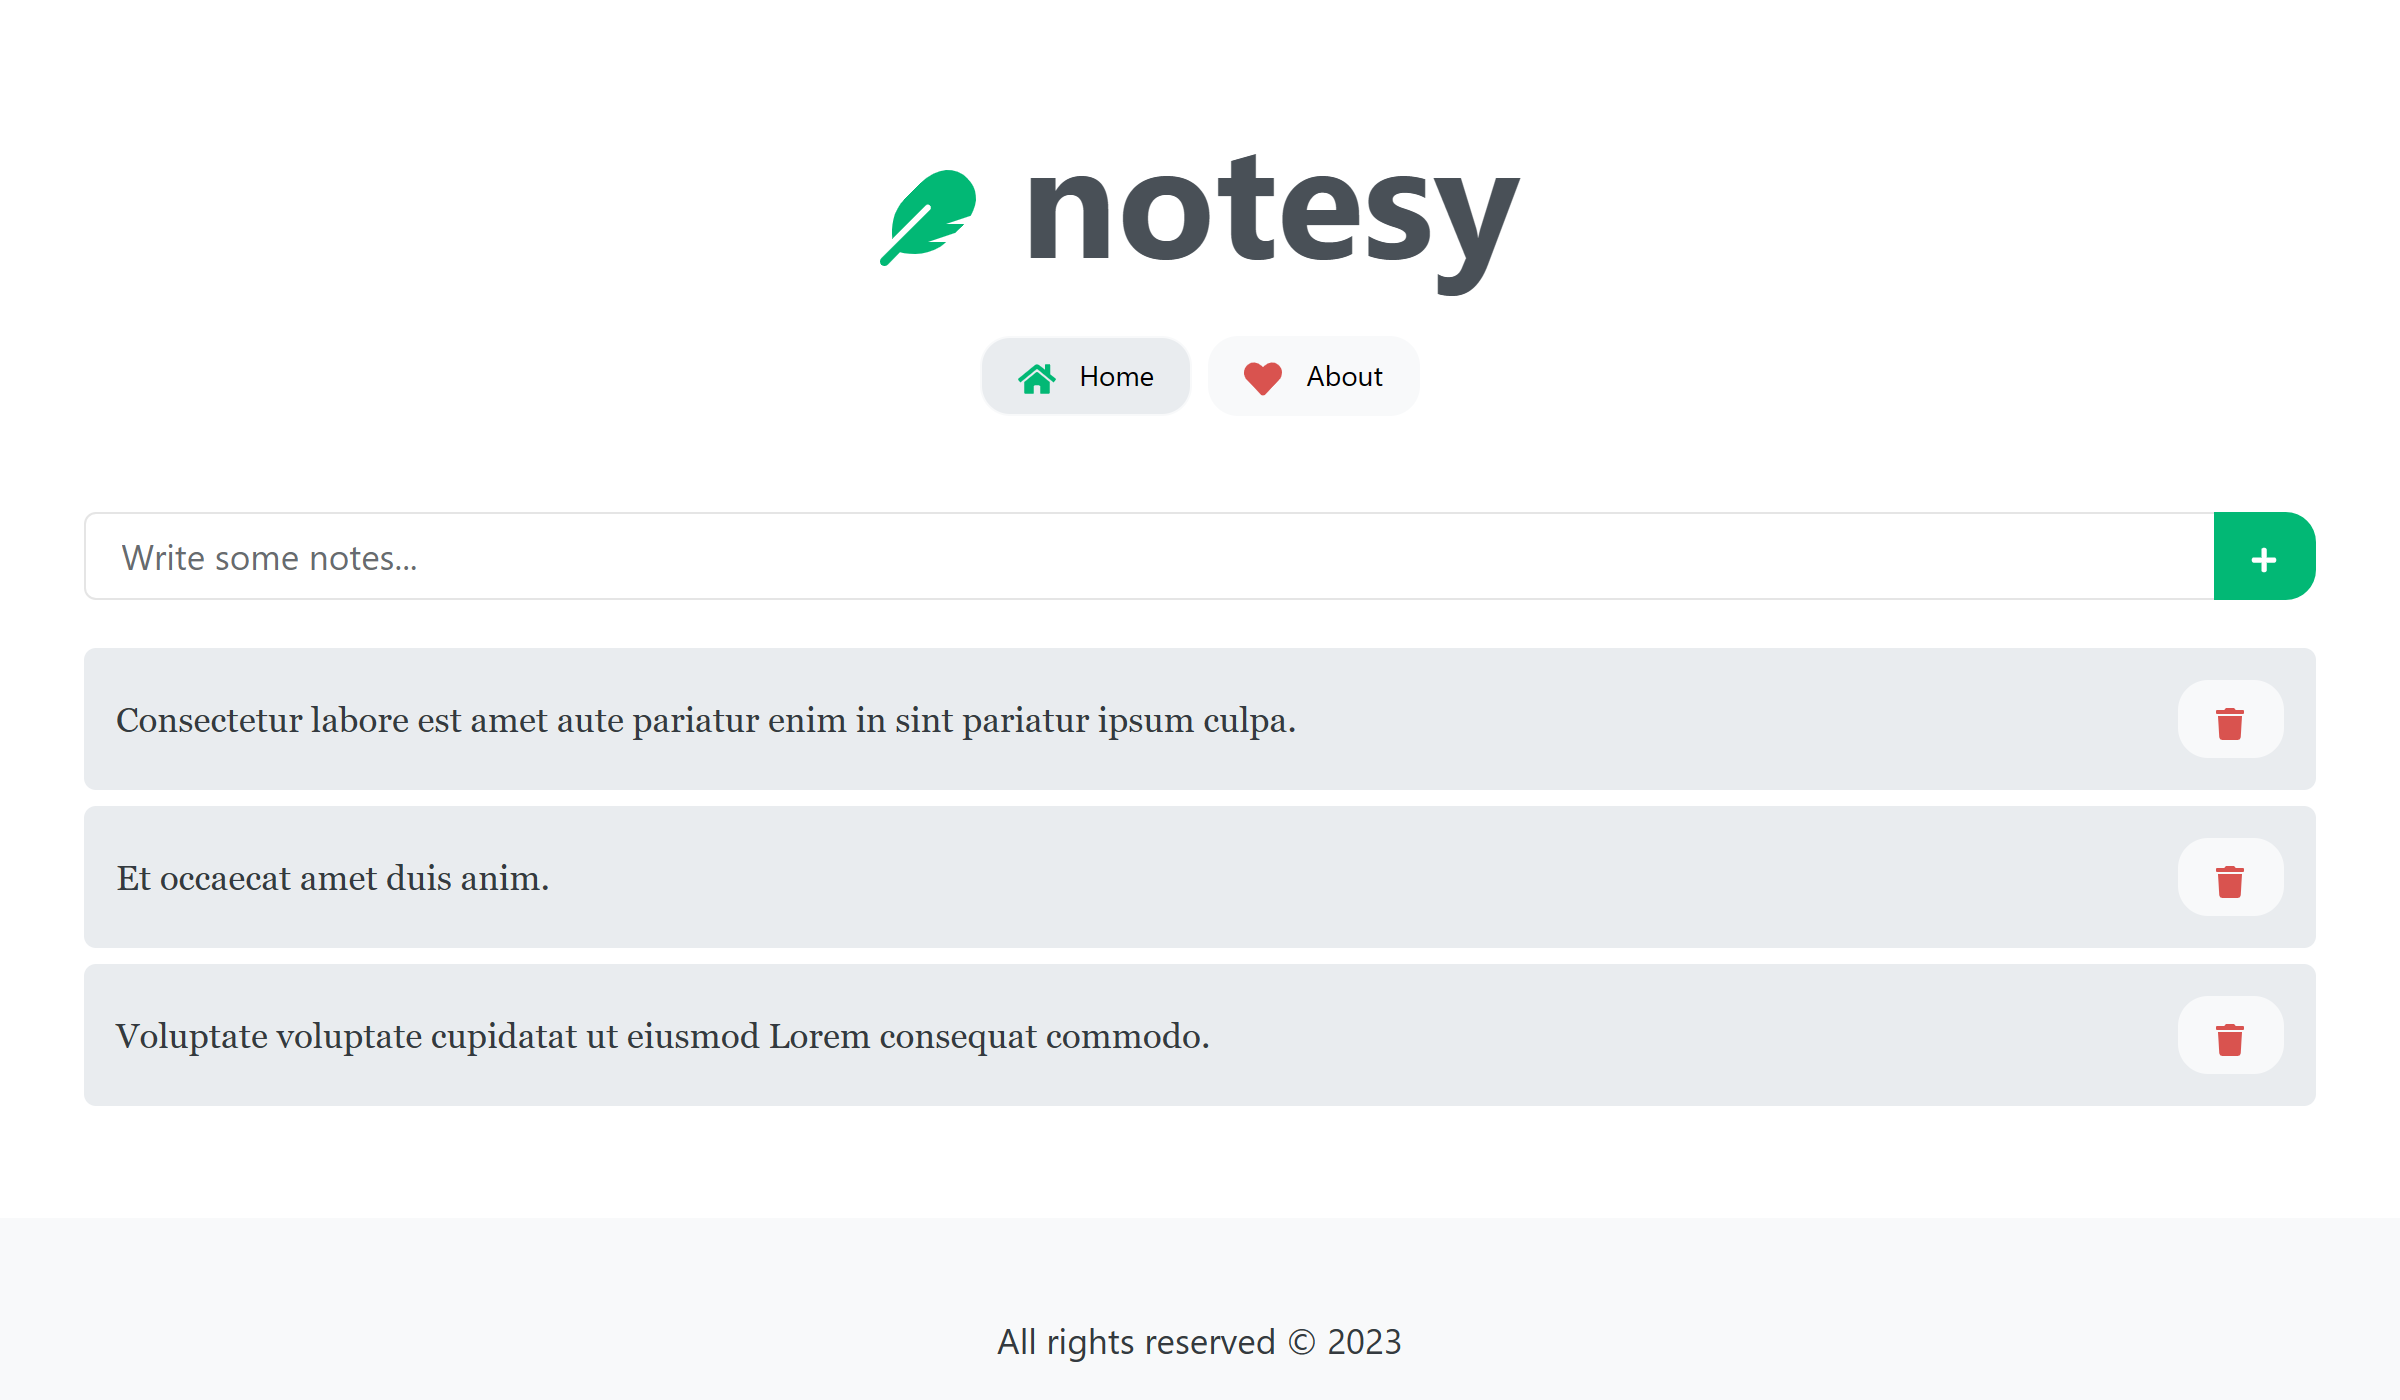 notesy
Home About
Write some notes...
Consectetur labore est amet aute pariatur enim in sint pariatur ipsum culpa.
Et occaecat amet duis anim.
Voluptate voluptate cupidatat ut eiusmod Lorem consequat commodo.
All rights reserved © 2023